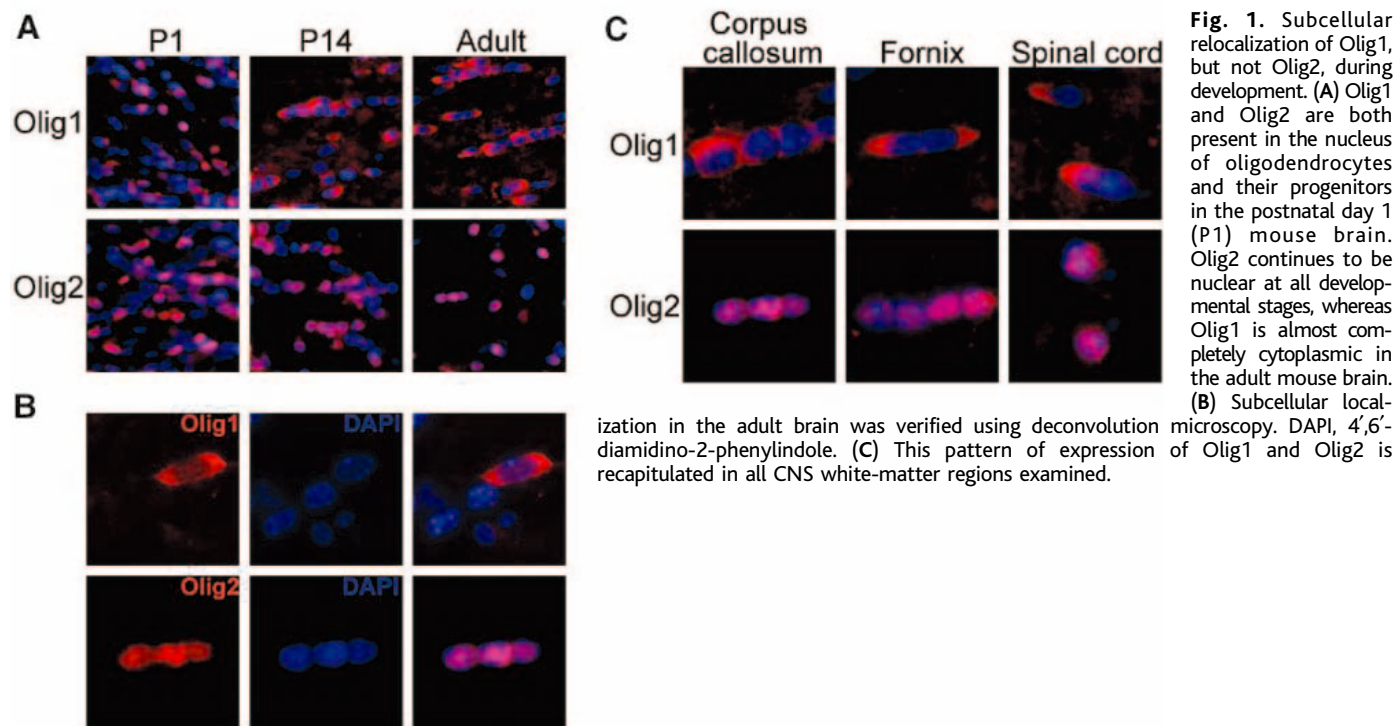 A
P1
P14
Adult
Olig1
Olig2
B
Olig1
DAPI
Olig2
DAPI
C
Corpus
callosum
Fornix
Spinal cord
Olig1
Olig2
Fig. 1. Subcellular
relocalization of Olig1,
but not Olig2, during
development. (A) Olig1
and Olig2 are both
present in the nucleus
of oligodendrocytes
and their progenitors
in the postnatal day 1
(P1) mouse brain.
Olig2 continues to be
nuclear at all develop-
mental stages, whereas
Olig1 is almost com-
pletely cytoplasmic in
the adult mouse brain.
(B) Subcellular local-
ization in the adult brain was verified using deconvolution microscopy. DAPI, 4′,6′-
diamidino-2-phenylindole. (C) This pattern of expression of Olig1 and Olig2 is
recapitulated in all CNS white-matter regions examined.